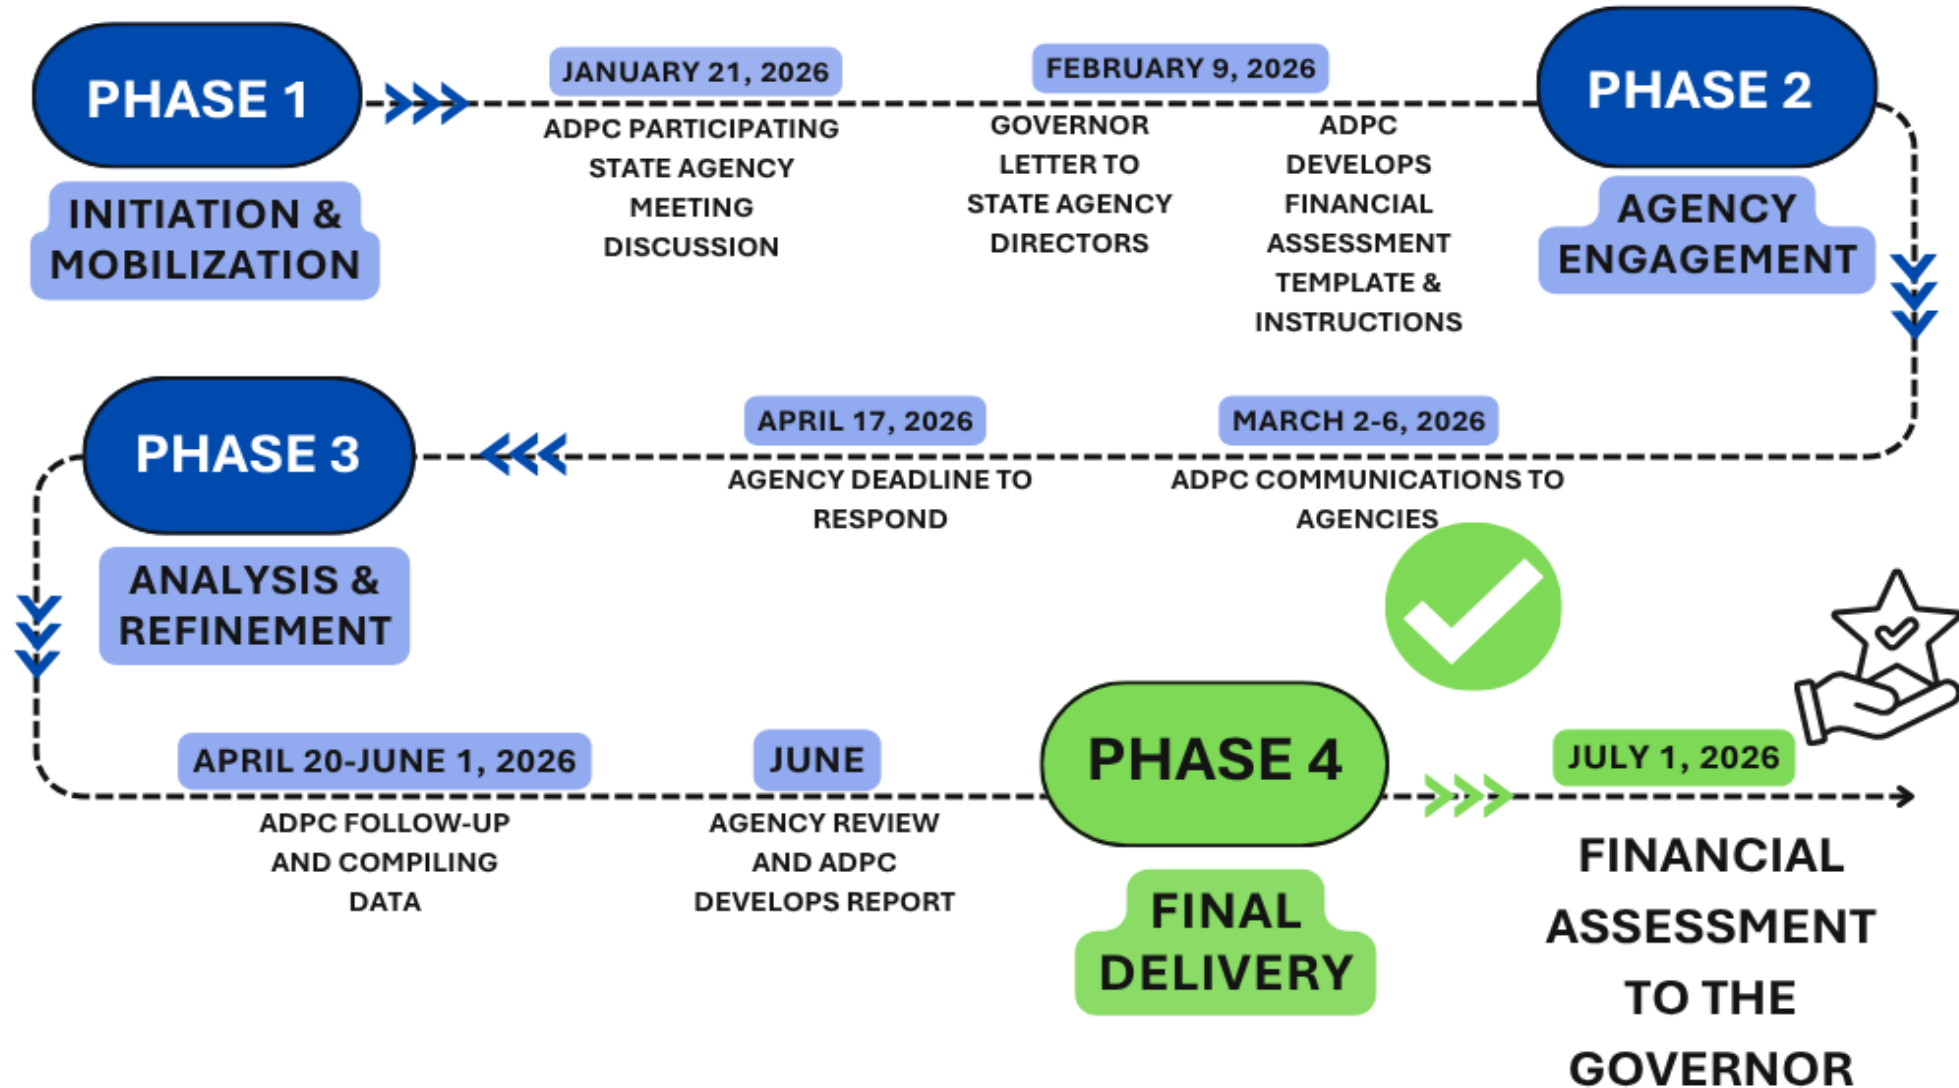 PHASE 1
INITIATION &
MOBILIZATION
JANUARY 21, 2026
ADPC PARTICIPATING
STATE AGENCY
MEETING
DISCUSSION
FEBRUARY 9, 2026
GOVERNOR
LETTER TO
STATE AGENCY
DIRECTORS
ADPC
DEVELOPS
FINANCIAL
ASSESSMENT
TEMPLATE &
INSTRUCTIONS
PHASE 2
AGENCY
ENGAGEMENT
MARCH 2-6, 2026
ADPC COMMUNICATIONS TO
AGENCIES
APRIL 17, 2026
AGENCY DEADLINE TO
RESPOND
PHASE 3
ANALYSIS &
REFINEMENT
APRIL 20-JUNE 1, 2026
ADPC FOLLOW-UP
AND COMPILING
DATA
JUNE
AGENCY REVIEW
AND ADPC
DEVELOPS REPORT
PHASE 4
FINAL
DELIVERY
JULY 1, 2026
FINANCIAL
ASSESSMENT
TO THE
GOVERNOR